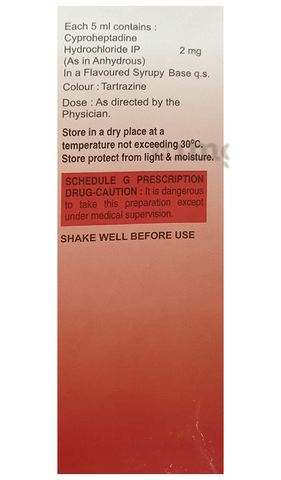 Each 5 ml contains :
Cyproheptadine
Hydrochloride IP 2 mg
(As in Anhydrous)
In a Flavoured Syrupy Base q.s.
Colour : Tartrazine
Dose : As directed by the
Physician.
Store in a dry place at a
temperature not exceeding 30°C.
Store protect from light & moisture.
SCHEDULE G PRESCRIPTION
DRUG-CAUTION : It is dangerous
to take this preparation except
under medical supervision.
SHAKE WELL BEFORE USE